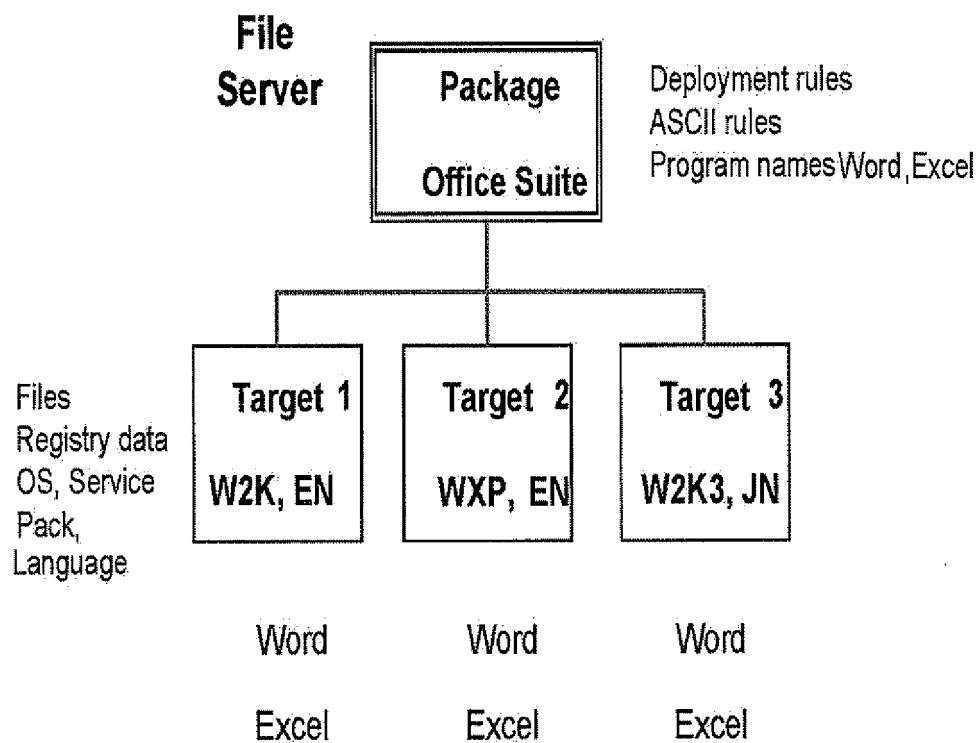 File
Server
Package
Office Suite
Deployment rules
ASCII rules
Program names Word, Excel
Files
Registry data
OS, Service
Pack,
Language
Target 1
W2K, EN
Target 2
WXP, EN
Target 3
W2K3, JN
Word
Excel
Word
Excel
Word
Excel